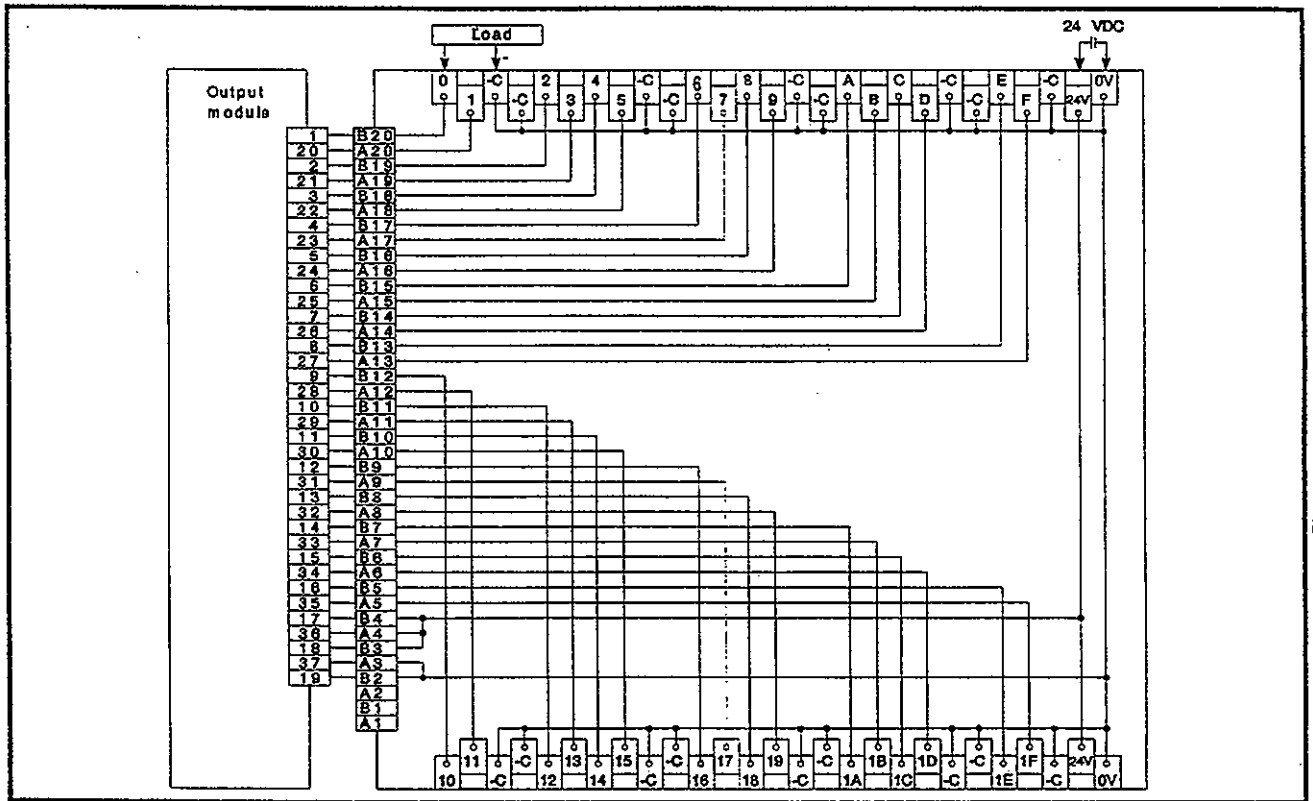 Load
24 VDC
-
0 -C 2 4 -C 6 8 -C A C -C E -C 0V
1 -C 3 5 -C 7 9 -C B D -C F 24V
Output
module
1 B20
20 A20
2 B19
21 A19
3 B18
22 A18
4 B17
23 A17
5 B16
24 A16
6 B15
25 A15
7 B14
26 A14
8 B13
27 A13
9 B12
28 A12
10 B11
29 A11
11 B10
30 A10
12 B9
31 A9
13 B8
32 A8
14 B7
33 A7
15 B6
34 A6
16 B5
35 A5
17 B4
36 A4
18 B3
37 A3
19 B2
A2
B1
A1
11 -C 13 15 -C 17 19 -C 1B 1D -C 1F 24V
10 -C 12 14 -C 16 18 -C 1A 1C -C 1E -C 0V